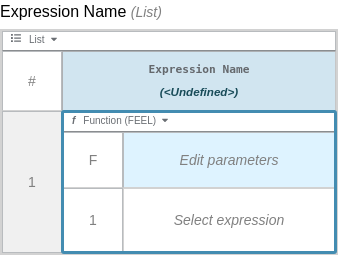 Expression Name (List)
List
# Expression Name
(<Undefined>)
f Function (FEEL)
F Edit parameters
1
1 Select expression